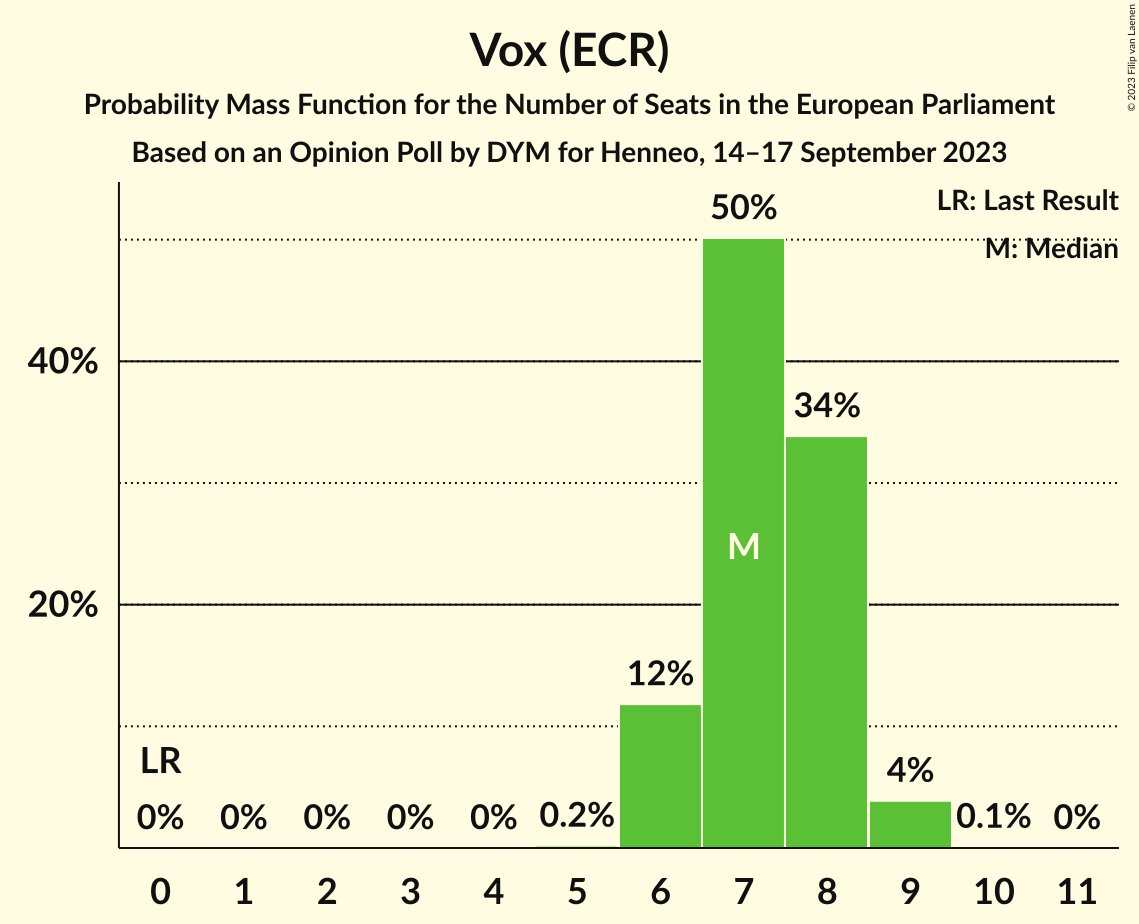 Vox (ECR)
Probability Mass Function for the Number of Seats in the European Parliament
Based on an Opinion Poll by DYM for Henneo, 14–17 September 2023
© 2023 Filip van Laenen
LR: Last Result
M: Median
50%
40%
34%
M
20%
12%
LR
4%
0% 0% 0% 0% 0% 0.2% 0.1% 0%
0 1 2 3 4 5 6 7 8 9 10 11